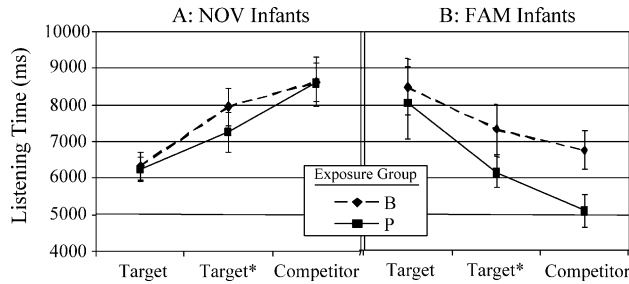 A: NOV Infants B: FAM Infants
Listening Time (ms)
10000
9000
8000
7000
6000
5000
4000
Exposure Group
B
P
Target Target* Competitor Target Target* Competitor